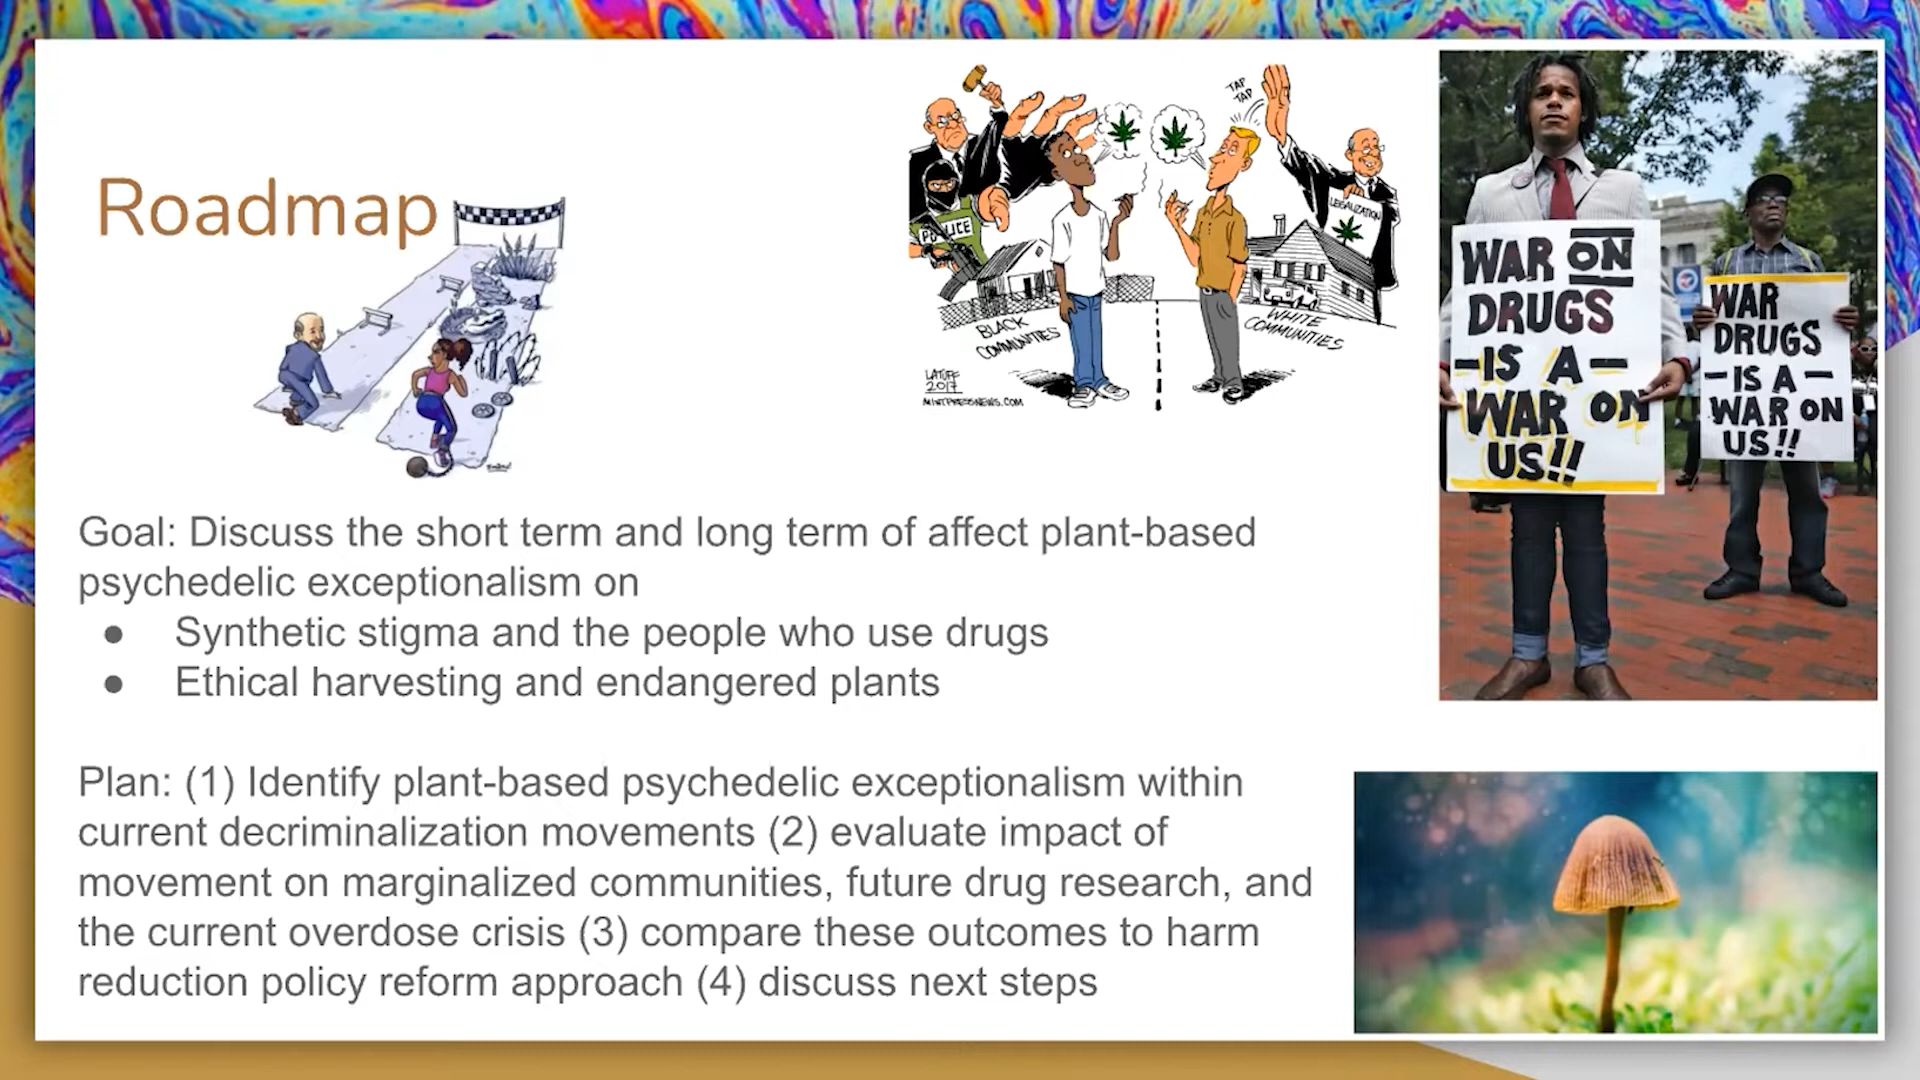 Roadmap
TAP
TAP
POLICE
LEGALIZATION
BLACK
COMMUNITIES
WHITE
COMMUNITIES
LATUFF
2017
MINTPRESSNEWS.COM
WAR ON
DRUGS
-IS A-
WAR ON
US!!
WAR
DRUGS
-IS A-
WAR ON
US!!
Goal: Discuss the short term and long term of affect plant-based
psychedelic exceptionalism on
● Synthetic stigma and the people who use drugs
● Ethical harvesting and endangered plants
Plan: (1) Identify plant-based psychedelic exceptionalism within
current decriminalization movements (2) evaluate impact of
movement on marginalized communities, future drug research, and
the current overdose crisis (3) compare these outcomes to harm
reduction policy reform approach (4) discuss next steps